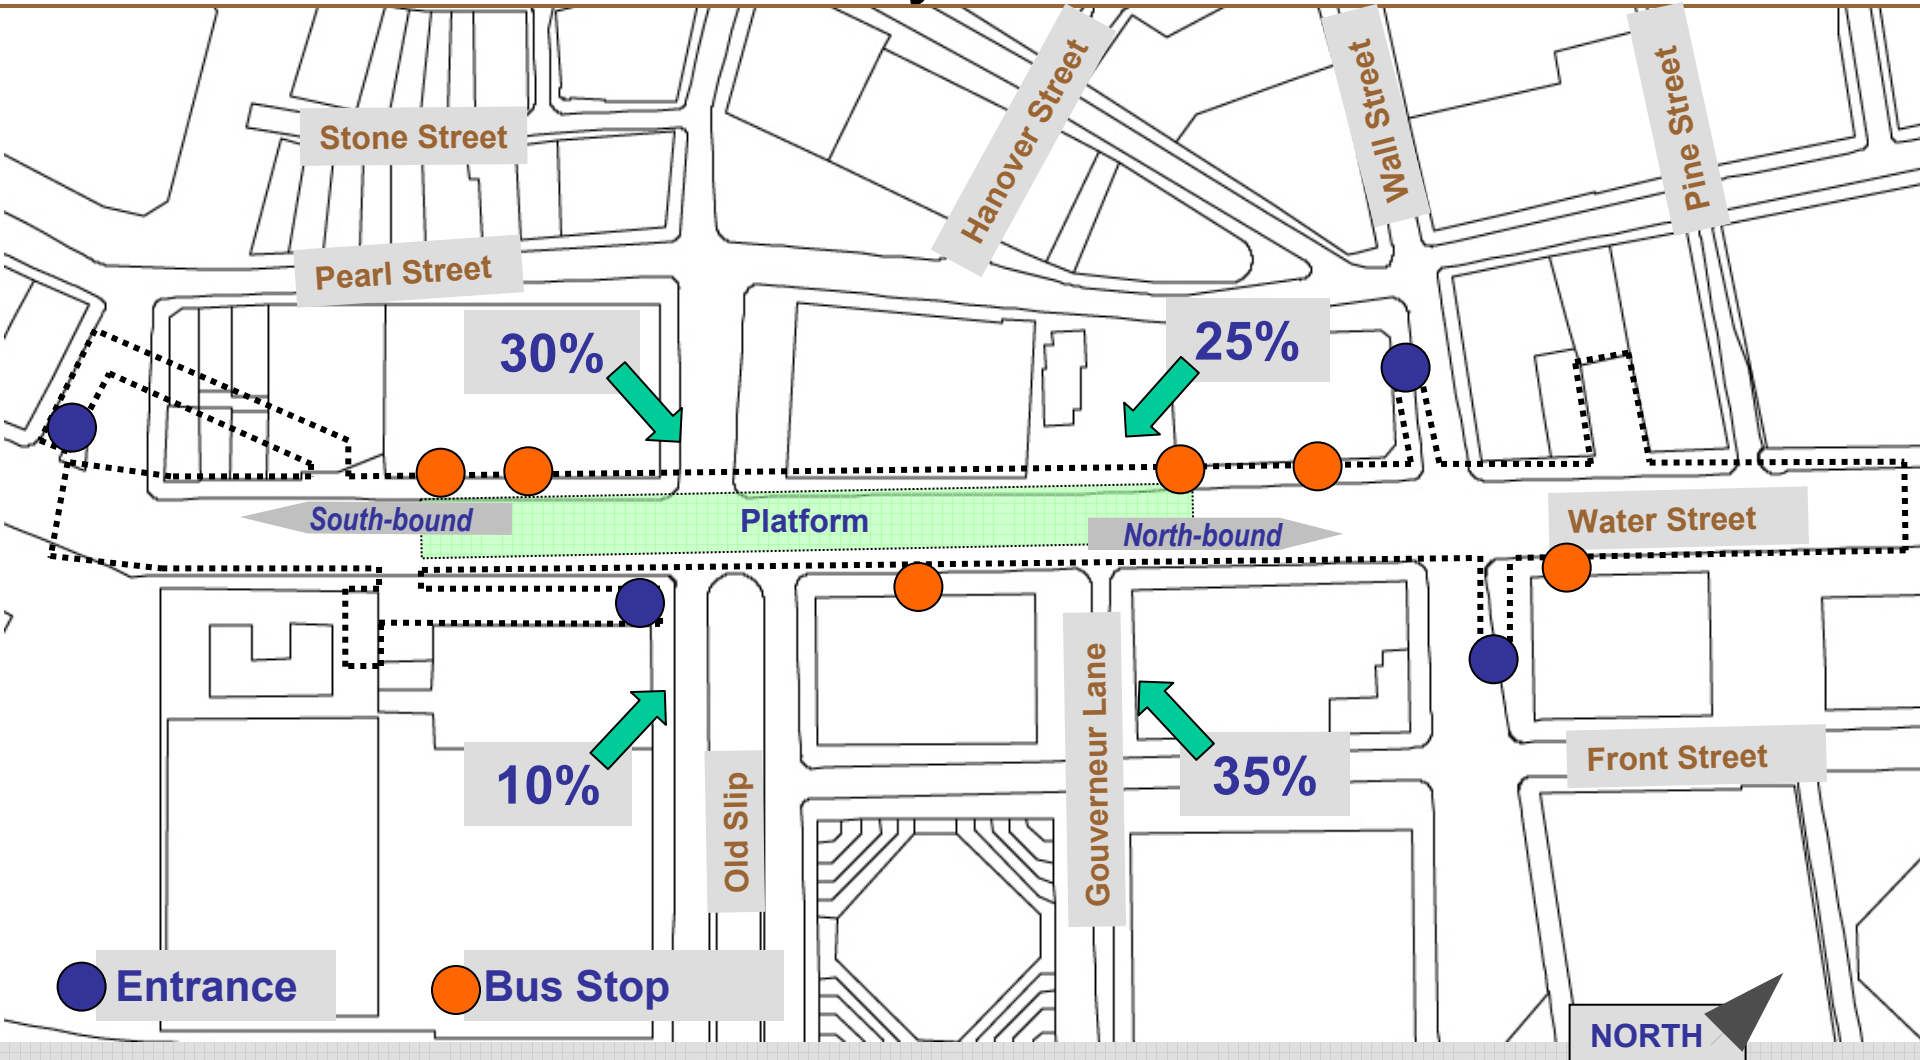 Hanover Street
Wall Street
Pine Street
Stone Street
Pearl Street
30%
25%
South-bound
Platform
North-bound
Water Street
10%
35%
Old Slip
Gouverneur Lane
Front Street
Entrance
Bus Stop
NORTH